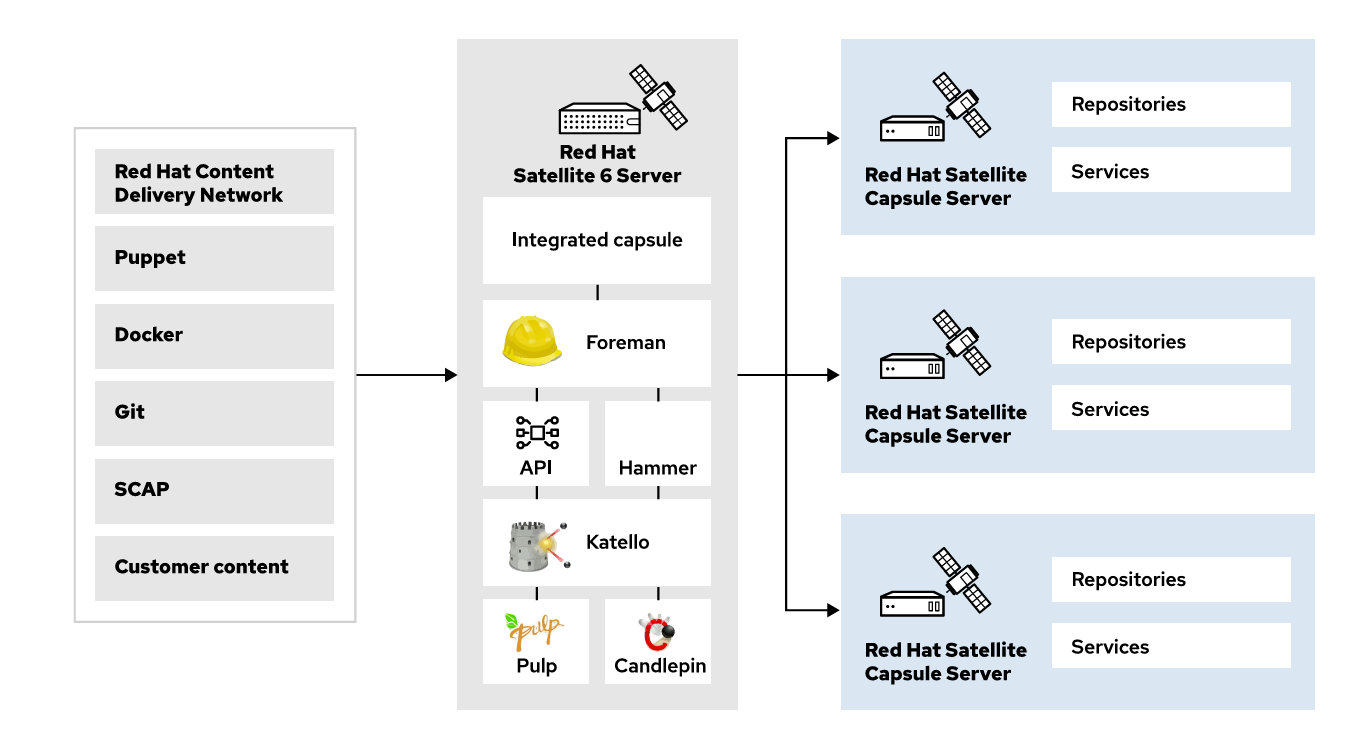 Red Hat Content
Delivery Network
Puppet
Docker
Git
SCAP
Customer content
Red Hat
Satellite 6 Server
Integrated capsule
Foreman
API
Hammer
Katello
pulp
Pulp
Candlepin
Red Hat Satellite
Capsule Server
Repositories
Services
Red Hat Satellite
Capsule Server
Repositories
Services
Red Hat Satellite
Capsule Server
Repositories
Services